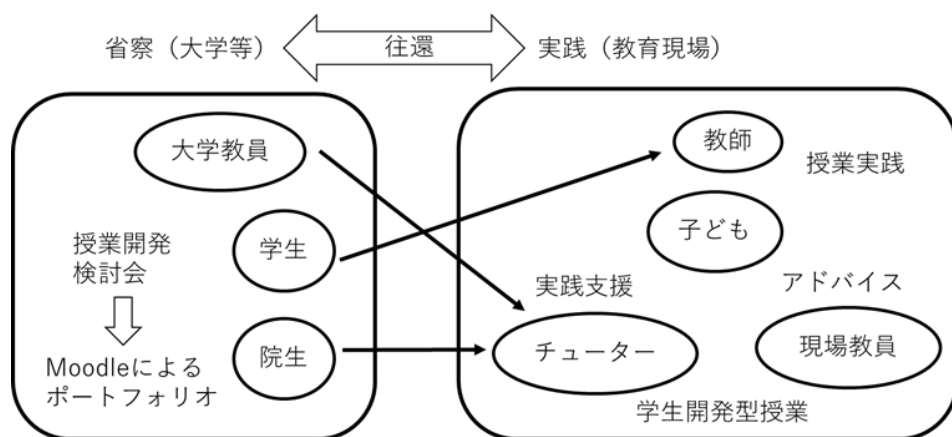 省察（大学等）
往還
実践（教育現場）
大学教員
学生
授業開発
検討会
院生
Moodleによる
ポートフォリオ
教師
授業実践
子ども
実践支援
アドバイス
チューター
現場教員
学生開発型授業